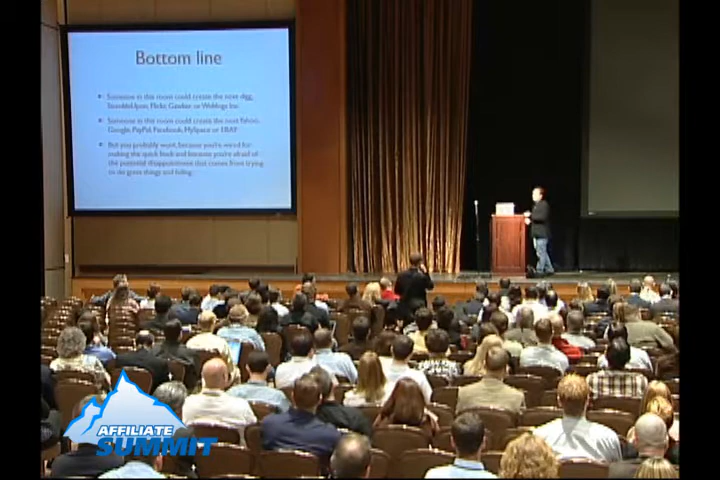 Bottom line
• Someone in this room could create the next digg,
StumbleUpon, Flickr, Gawker or Weblogs Inc.
• Someone in this room could create the next Yahoo,
Google, PayPal, Facebook, MySpace or EBAY
• But you probably wont, because you're wired for
making the quick buck and because you're afraid of
the potential disappointment that comes from trying
to do great things and failing.
AFFILIATE
SUMMIT